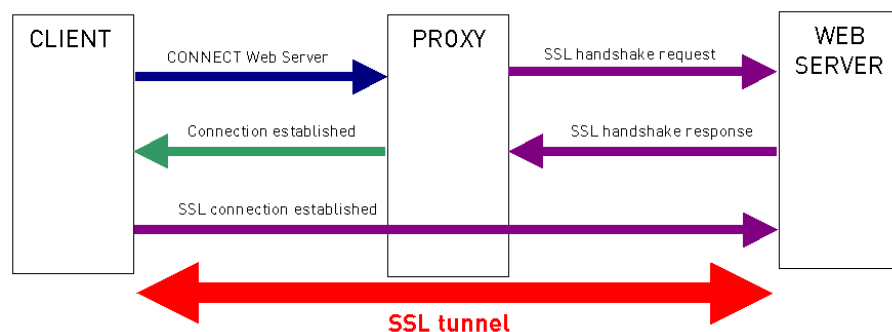 CLIENT
PROXY
WEB
SERVER
CONNECT Web Server
SSL handshake request
Connection established
SSL handshake response
SSL connection established
SSL tunnel